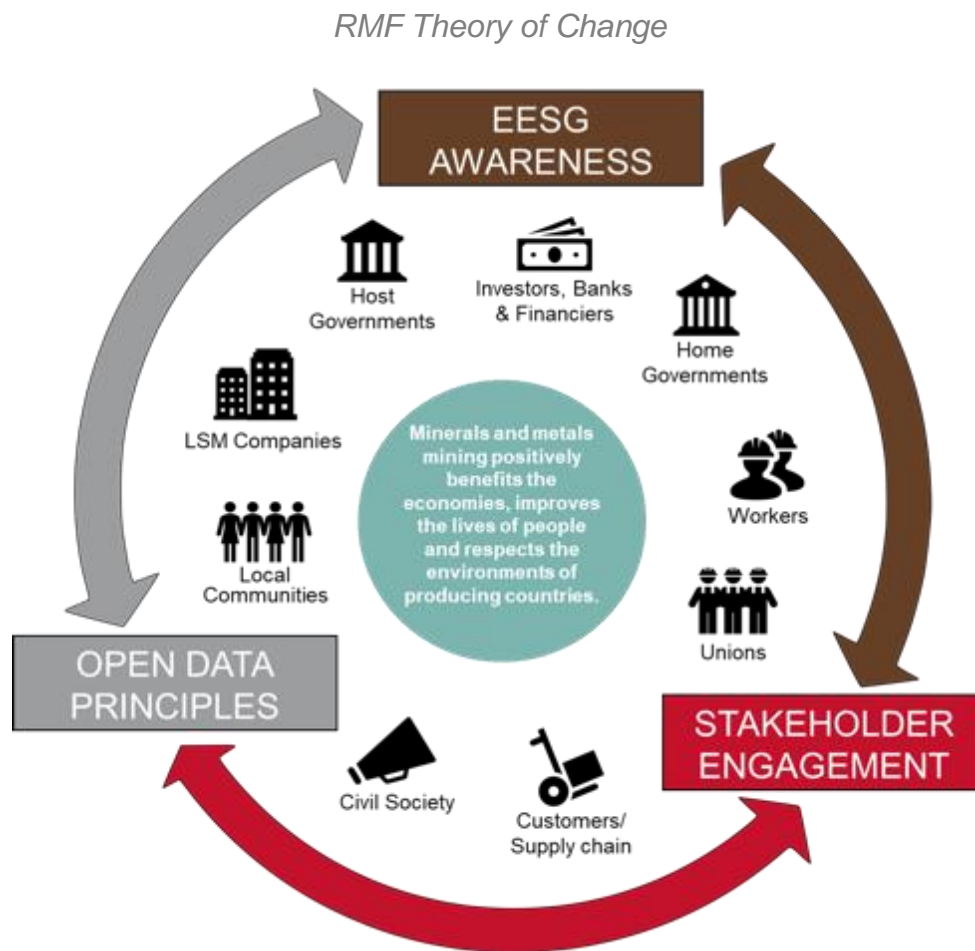 RMF Theory of Change
EESG
AWARENESS
Host
Governments
Investors, Banks
& Financiers
Home
Governments
LSM Companies
Minerals and metals
mining positively
benefits the
economies, improves
the lives of people
and respects the
environments of
producing countries.
Workers
Local
Communities
Unions
OPEN DATA
PRINCIPLES
STAKEHOLDER
ENGAGEMENT
Civil Society
Customers/
Supply chain